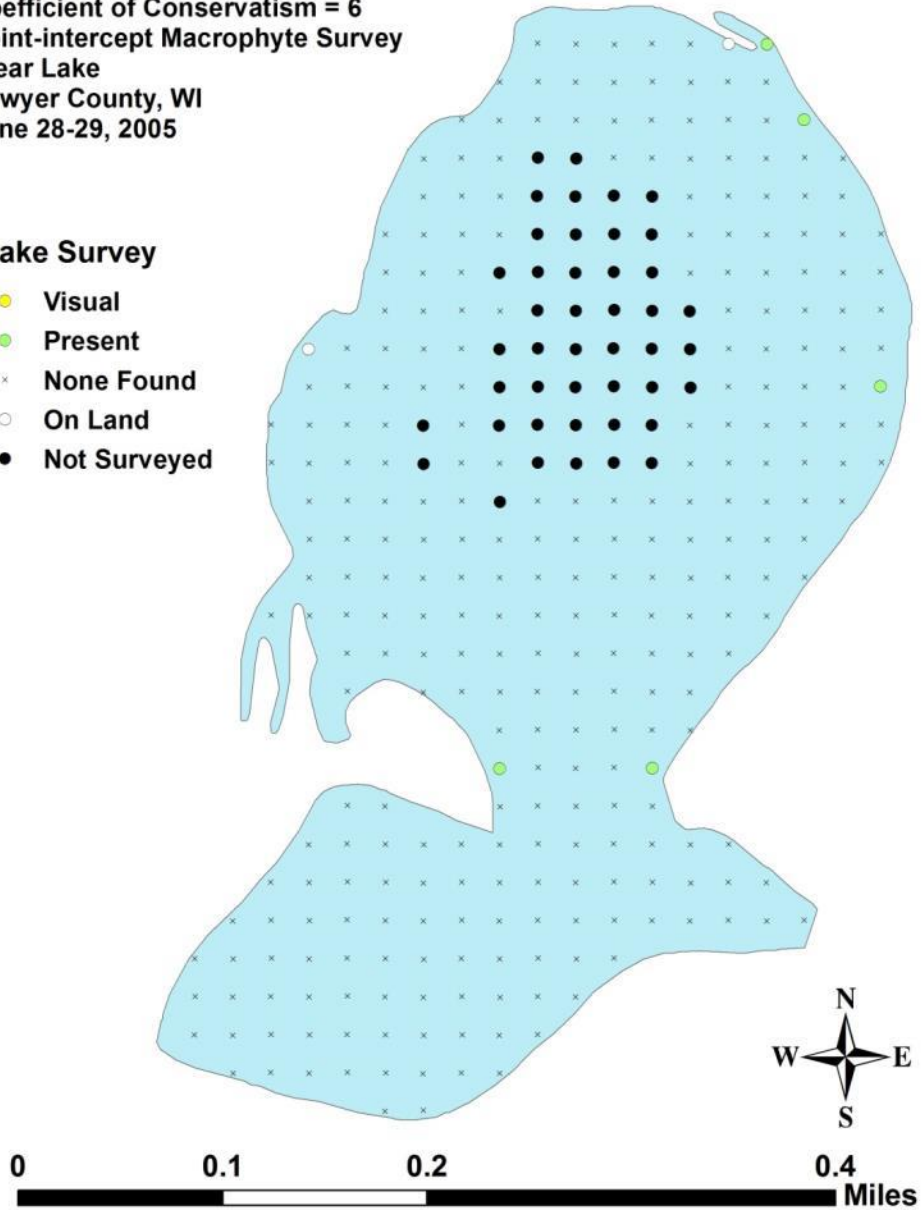 efficient of Conservatism = 6
int-intercept Macrophyte Survey
ear Lake
wyer County, WI
ne 28-29, 2005
ake Survey
Visual
Present
None Found
On Land
Not Surveyed
N
W E
S
0 0.1 0.2 0.4
Miles